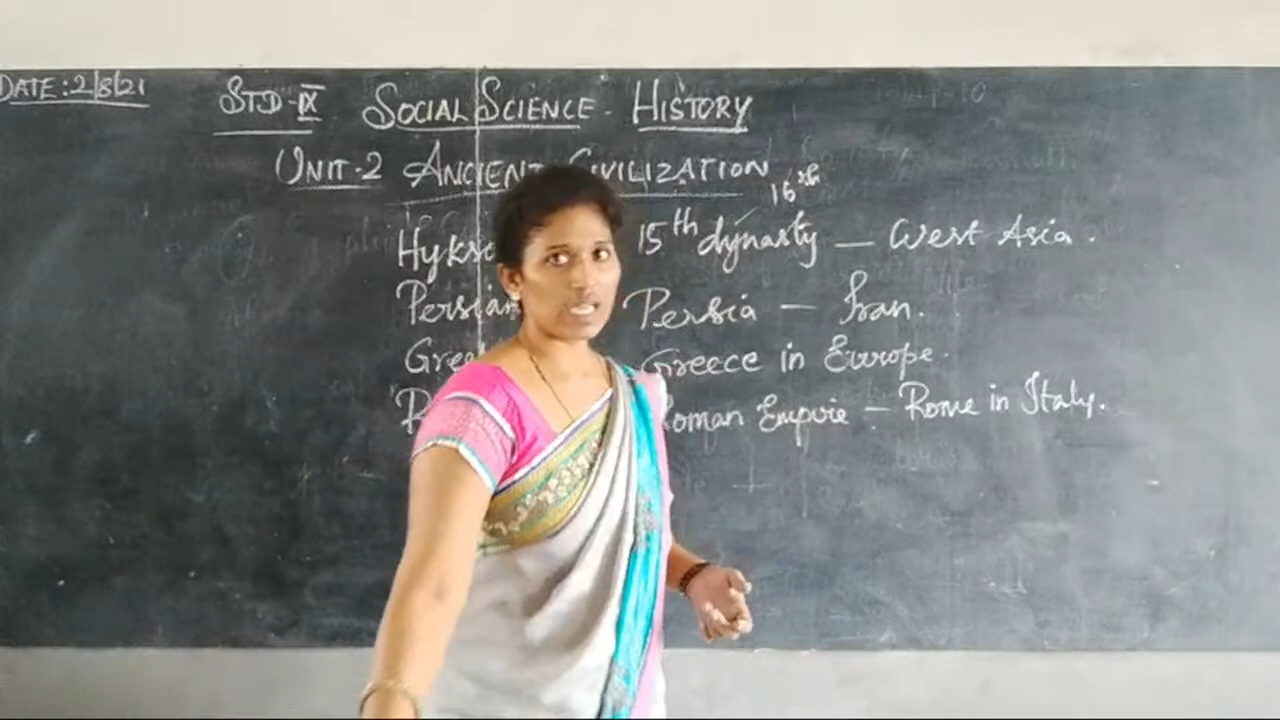 DATE: 2/8/21
STD-IX SOCIAL SCIENCE - HISTORY
UNIT-2 ANCIENT CIVILIZATION
16th
15th dynasty — West Asia.
Persian Persia — Iran.
Greece in Europe.
Roman Empire — Rome in Italy.